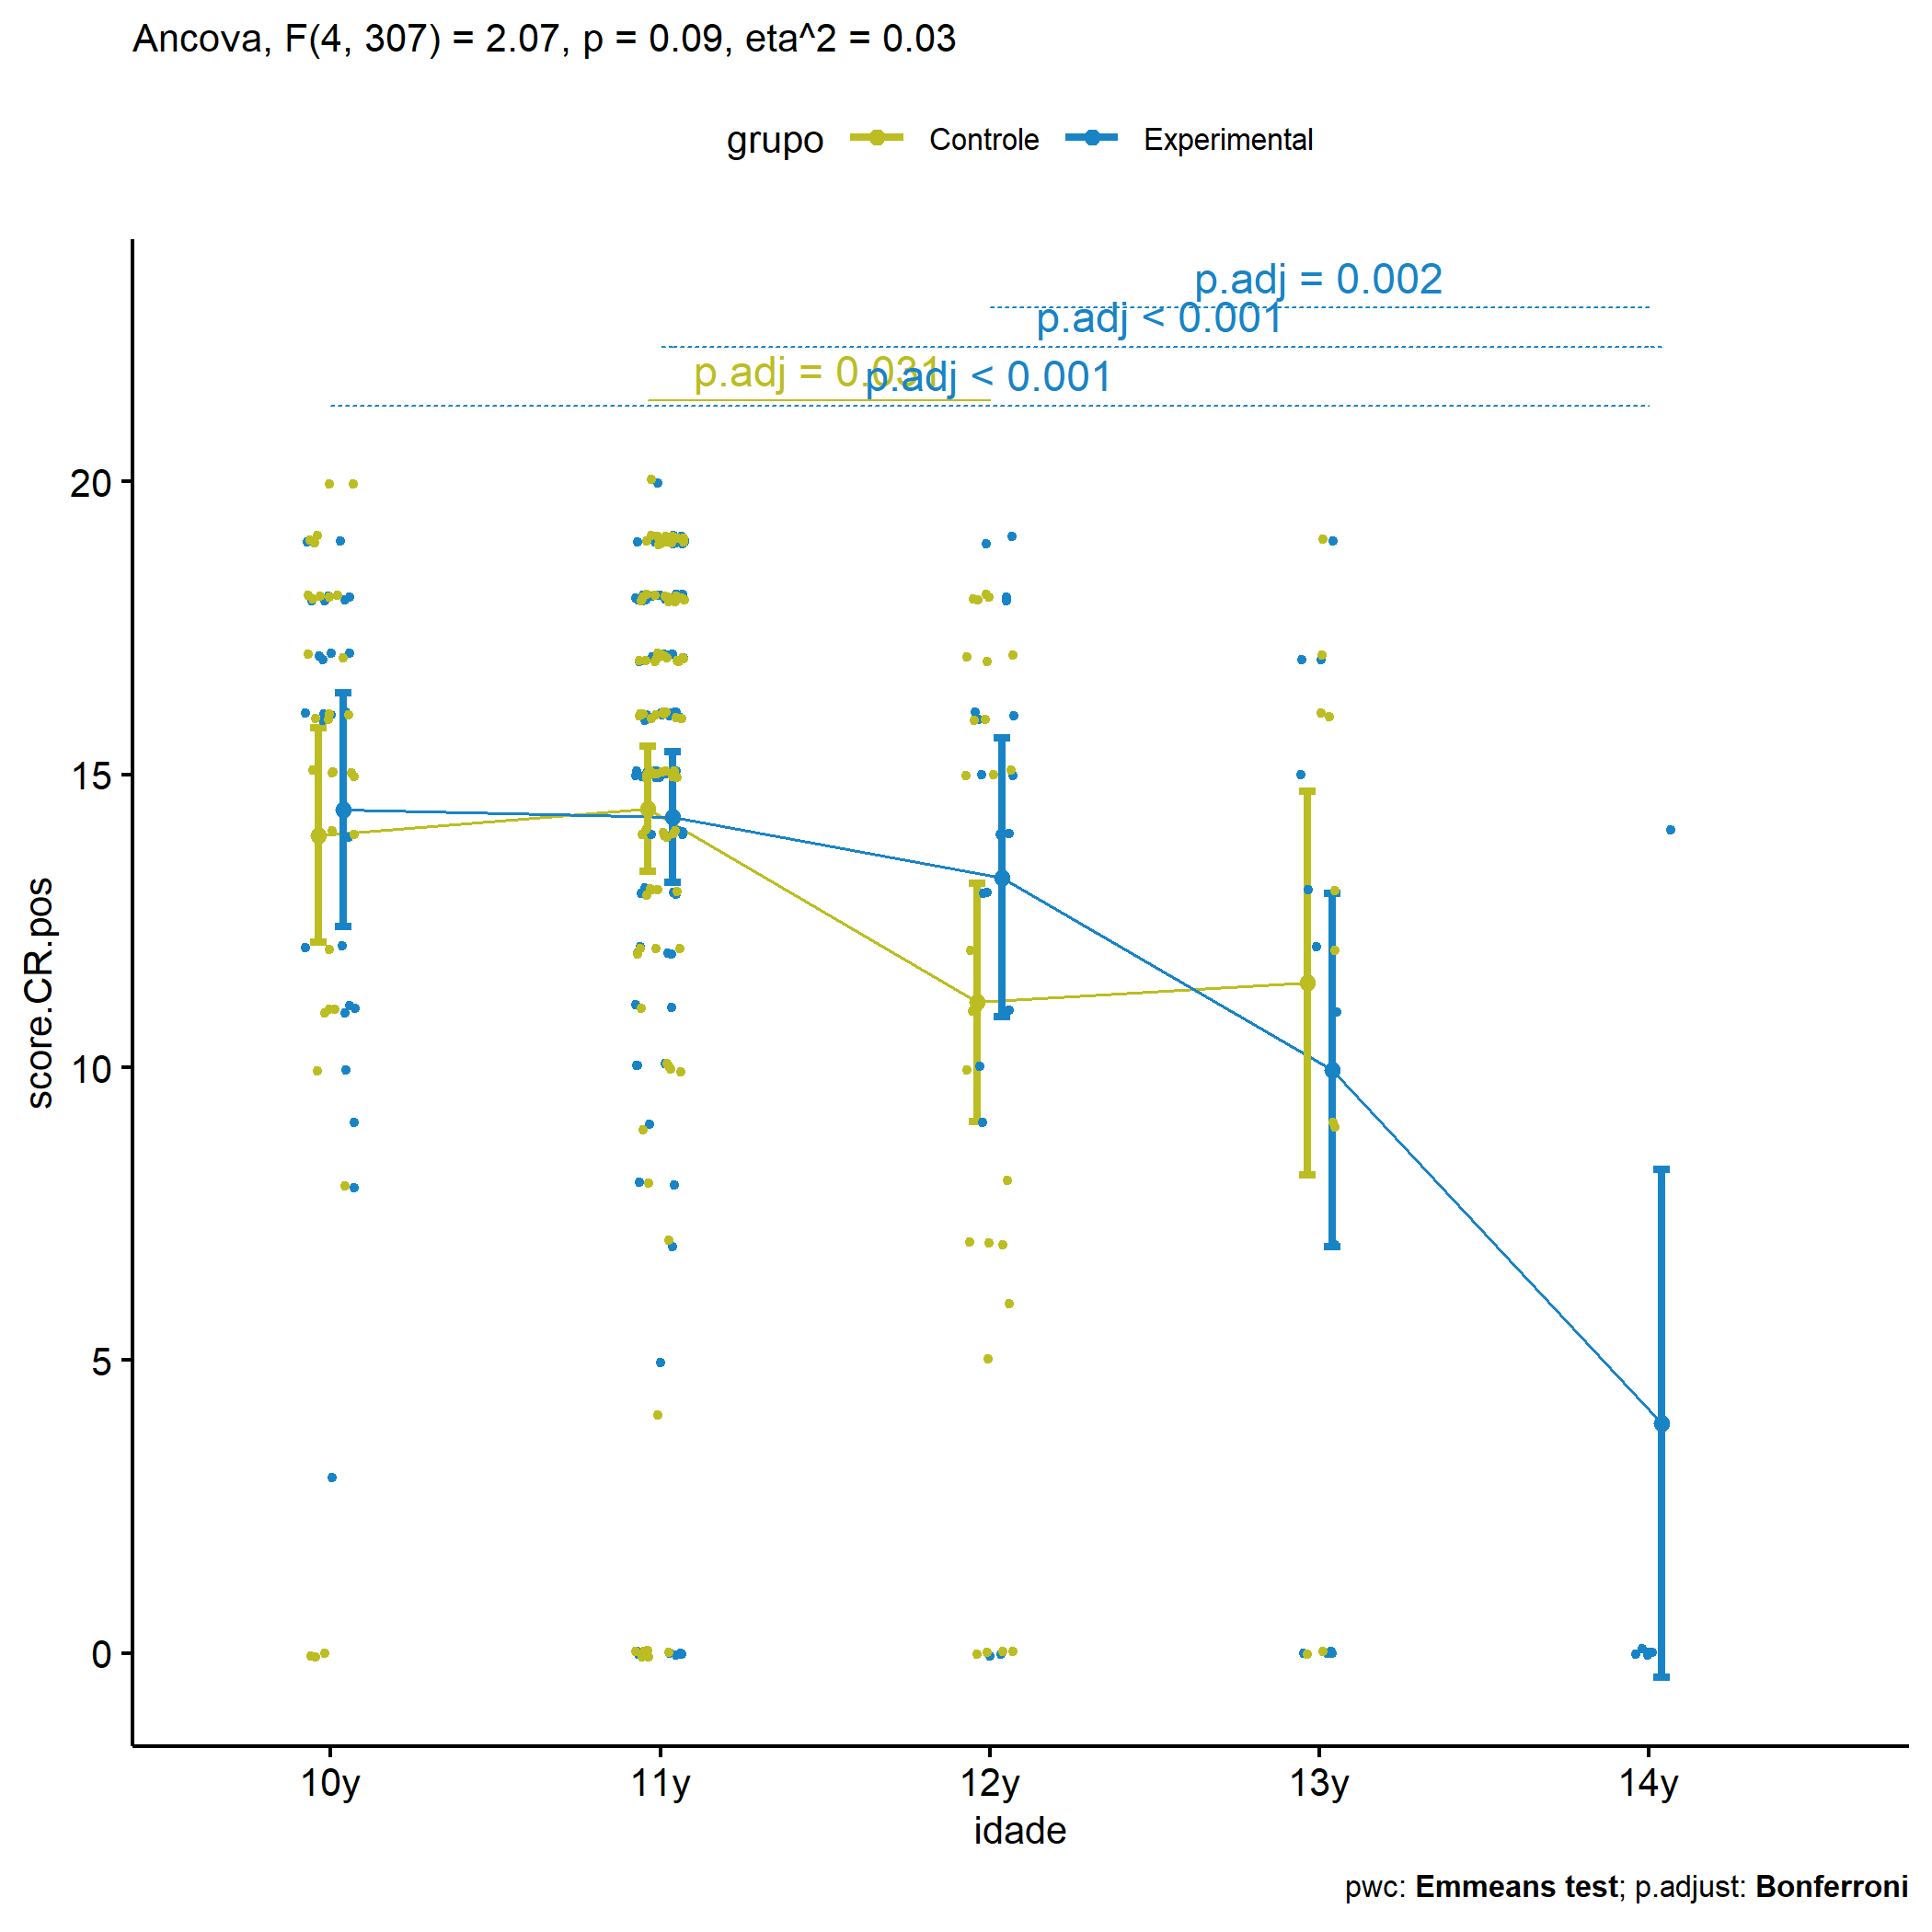 Ancova, F(4, 307) = 2.07, p = 0.09, eta^2 = 0.03
grupo Controle Experimental
p.adj = 0.002
p.adj < 0.001
p.adj = 0.031
p.adj < 0.001
20
15
10
5
0
score.CR.pos
10y 11y 12y 13y 14y
idade
pwc: Emmeans test; p.adjust: Bonferroni